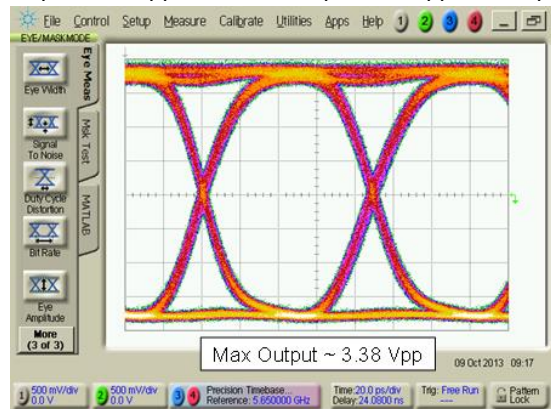 File Control Setup Measure Calibrate Utilities Apps Help 1 2 3 4
EYE/MASK MODE
Eye Meas
Msk Test
MATLAB
Eye Width
Signal
To Noise
Duty Cycle
Distortion
Bit Rate
Eye
Amplitude
More
(3 of 3)
Max Output ~ 3.38 Vpp
09 Oct 2013 09:17
1) 500 mV/div
0.0 V
2) 500 mV/div
0.0 V
3 4 Precision Timebase...
Reference: 5.650000 GHz
Time:20.0 ps/div
Delay:24.0800 ns
Trig: Free Run
----
Pattern
Lock